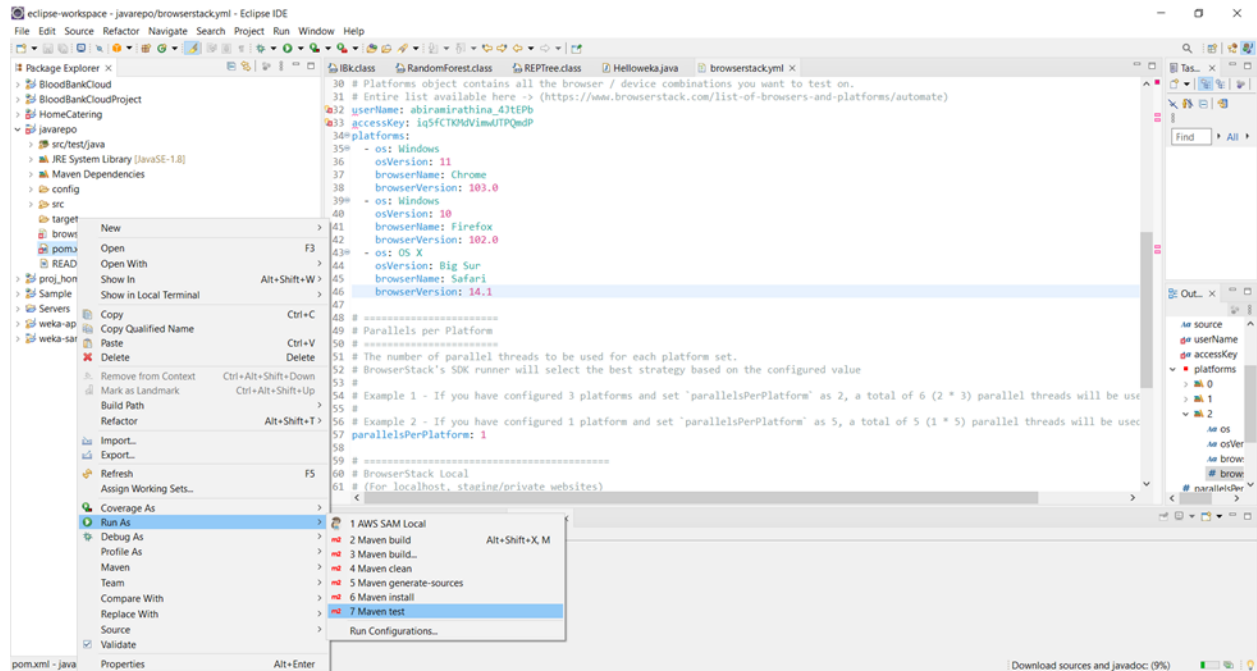 eclipse-workspace - javarepo/browserstack.yml - Eclipse IDE
File Edit Source Refactor Navigate Search Project Run Window Help
Package Explorer
BloodBankCloud
BloodBankCloudProject
HomeCatering
javarepo
src/test/java
JRE System Library [JavaSE-1.8]
Maven Dependencies
config
src
target
brows
pom.x
READ
proj_hom
Sample
Servers
weka-ap
weka-sar
IBk.class RandomForest.class REPTree.class Helloweka.java browserstack.yml
30 # Platforms object contains all the browser / device combinations you want to test on.
31 # Entire list available here -> (https://www.browserstack.com/list-of-browsers-and-platforms/automate)
32 userName: abiramirathina_4JtEPb
33 accessKey: iq5fCTKMdVimwUTPQmdP
34 platforms:
35 - os: Windows
36 osVersion: 11
37 browserName: Chrome
38 browserVersion: 103.0
39 - os: Windows
40 osVersion: 10
41 browserName: Firefox
42 browserVersion: 102.0
43 - os: OS X
44 osVersion: Big Sur
45 browserName: Safari
46 browserVersion: 14.1
47
48 # =======================
49 # Parallels per Platform
50 # =======================
51 # The number of parallel threads to be used for each platform set.
52 # BrowserStack's SDK runner will select the best strategy based on the configured value
53 #
54 # Example 1 - If you have configured 3 platforms and set `parallelsPerPlatform` as 2, a total of 6 (2 * 3) parallel threads will be use
55 #
56 # Example 2 - If you have configured 1 platform and set `parallelsPerPlatform` as 5, a total of 5 (1 * 5) parallel threads will be used
57 parallelsPerPlatform: 1
58
59 # ==========================================
60 # BrowserStack Local
61 # (For localhost, staging/private websites)
New
Open F3
Open With
Show In Alt+Shift+W
Show in Local Terminal
Copy Ctrl+C
Copy Qualified Name
Paste Ctrl+V
Delete Delete
Remove from Context Ctrl+Alt+Shift+Down
Mark as Landmark Ctrl+Alt+Shift+Up
Build Path
Refactor Alt+Shift+T
Import...
Export...
Refresh F5
Assign Working Sets...
Coverage As
Run As
Debug As
Profile As
Maven
Team
Compare With
Replace With
Source
Validate
Properties Alt+Enter
1 AWS SAM Local
2 Maven build Alt+Shift+X, M
3 Maven build...
4 Maven clean
5 Maven generate-sources
6 Maven install
7 Maven test
Run Configurations...
Tas...
Find All
Out...
source
userName
accessKey
platforms
0
1
2
os
osVer
brow:
brow
parallelsPer
pom.xml - java
Download sources and javadoc: (9%)